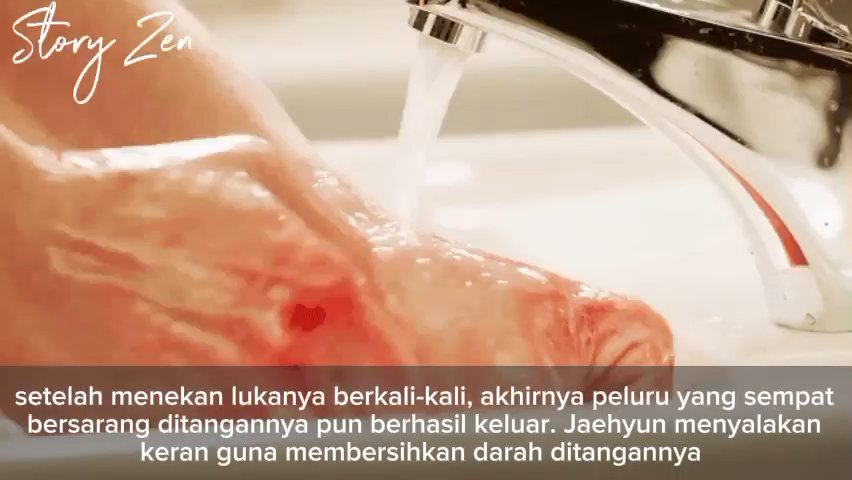 Story Zen
setelah menekan lukanya berkali-kali, akhirnya peluru yang sempat
bersarang ditangannya pun berhasil keluar. Jaehyun menyalakan
keran guna membersihkan darah ditangannya